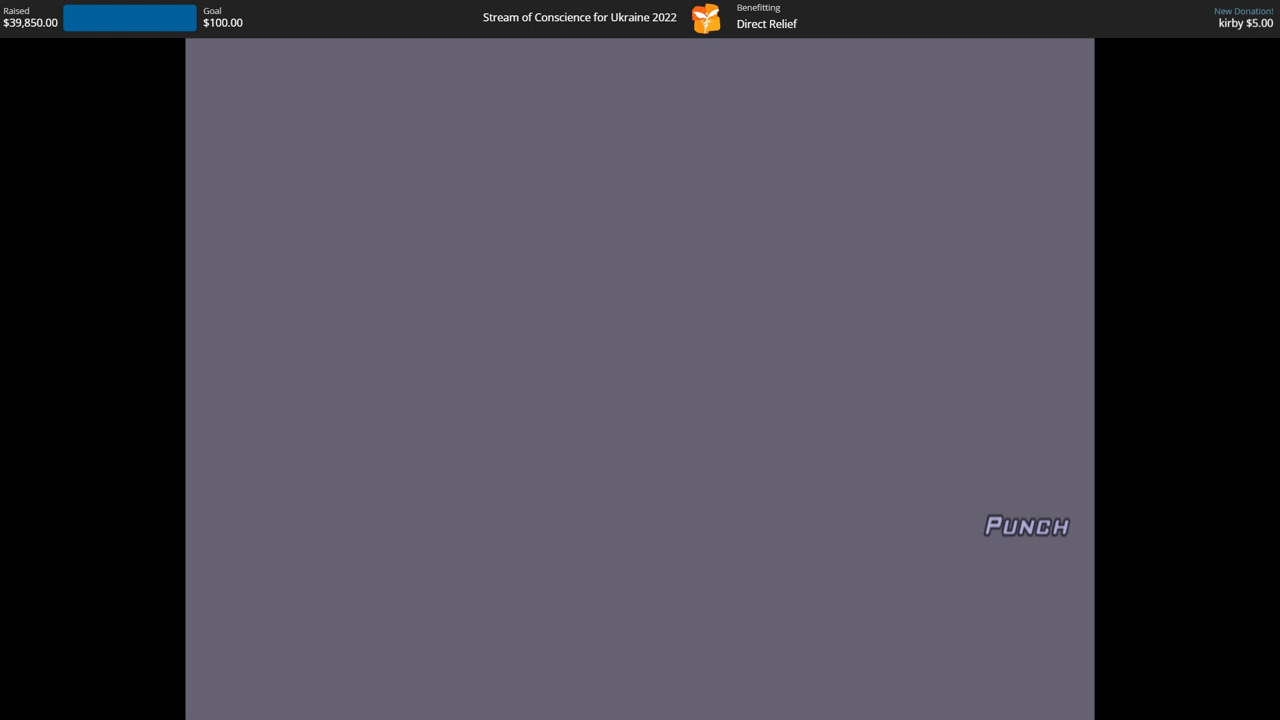 Raised
$39,850.00
Goal
$100.00
Stream of Conscience for Ukraine 2022
Benefitting
Direct Relief
New Donation!
kirby $5.00
PUNCH